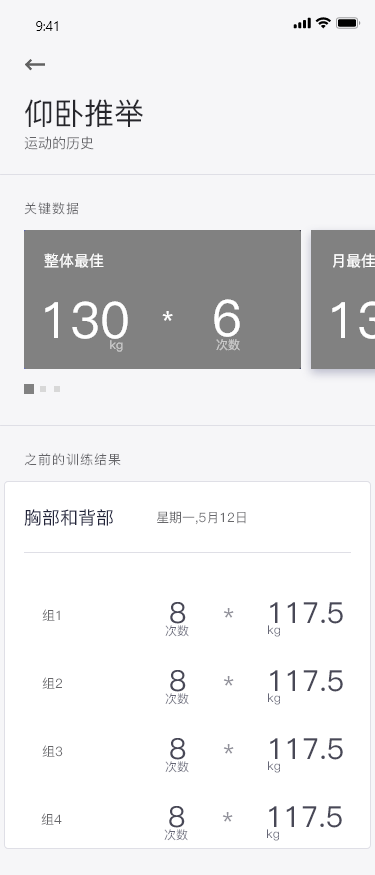 9:41
仰卧推举
运动的历史
关键数据
整体最佳 月最佳
130 * 6
kg 次数
之前的训练结果
胸部和背部 星期一,5月12日
组1 8 * 117.5
次数 kg
组2 8 * 117.5
次数 kg
组3 8 * 117.5
次数 kg
组4 8 * 117.5
次数 kg